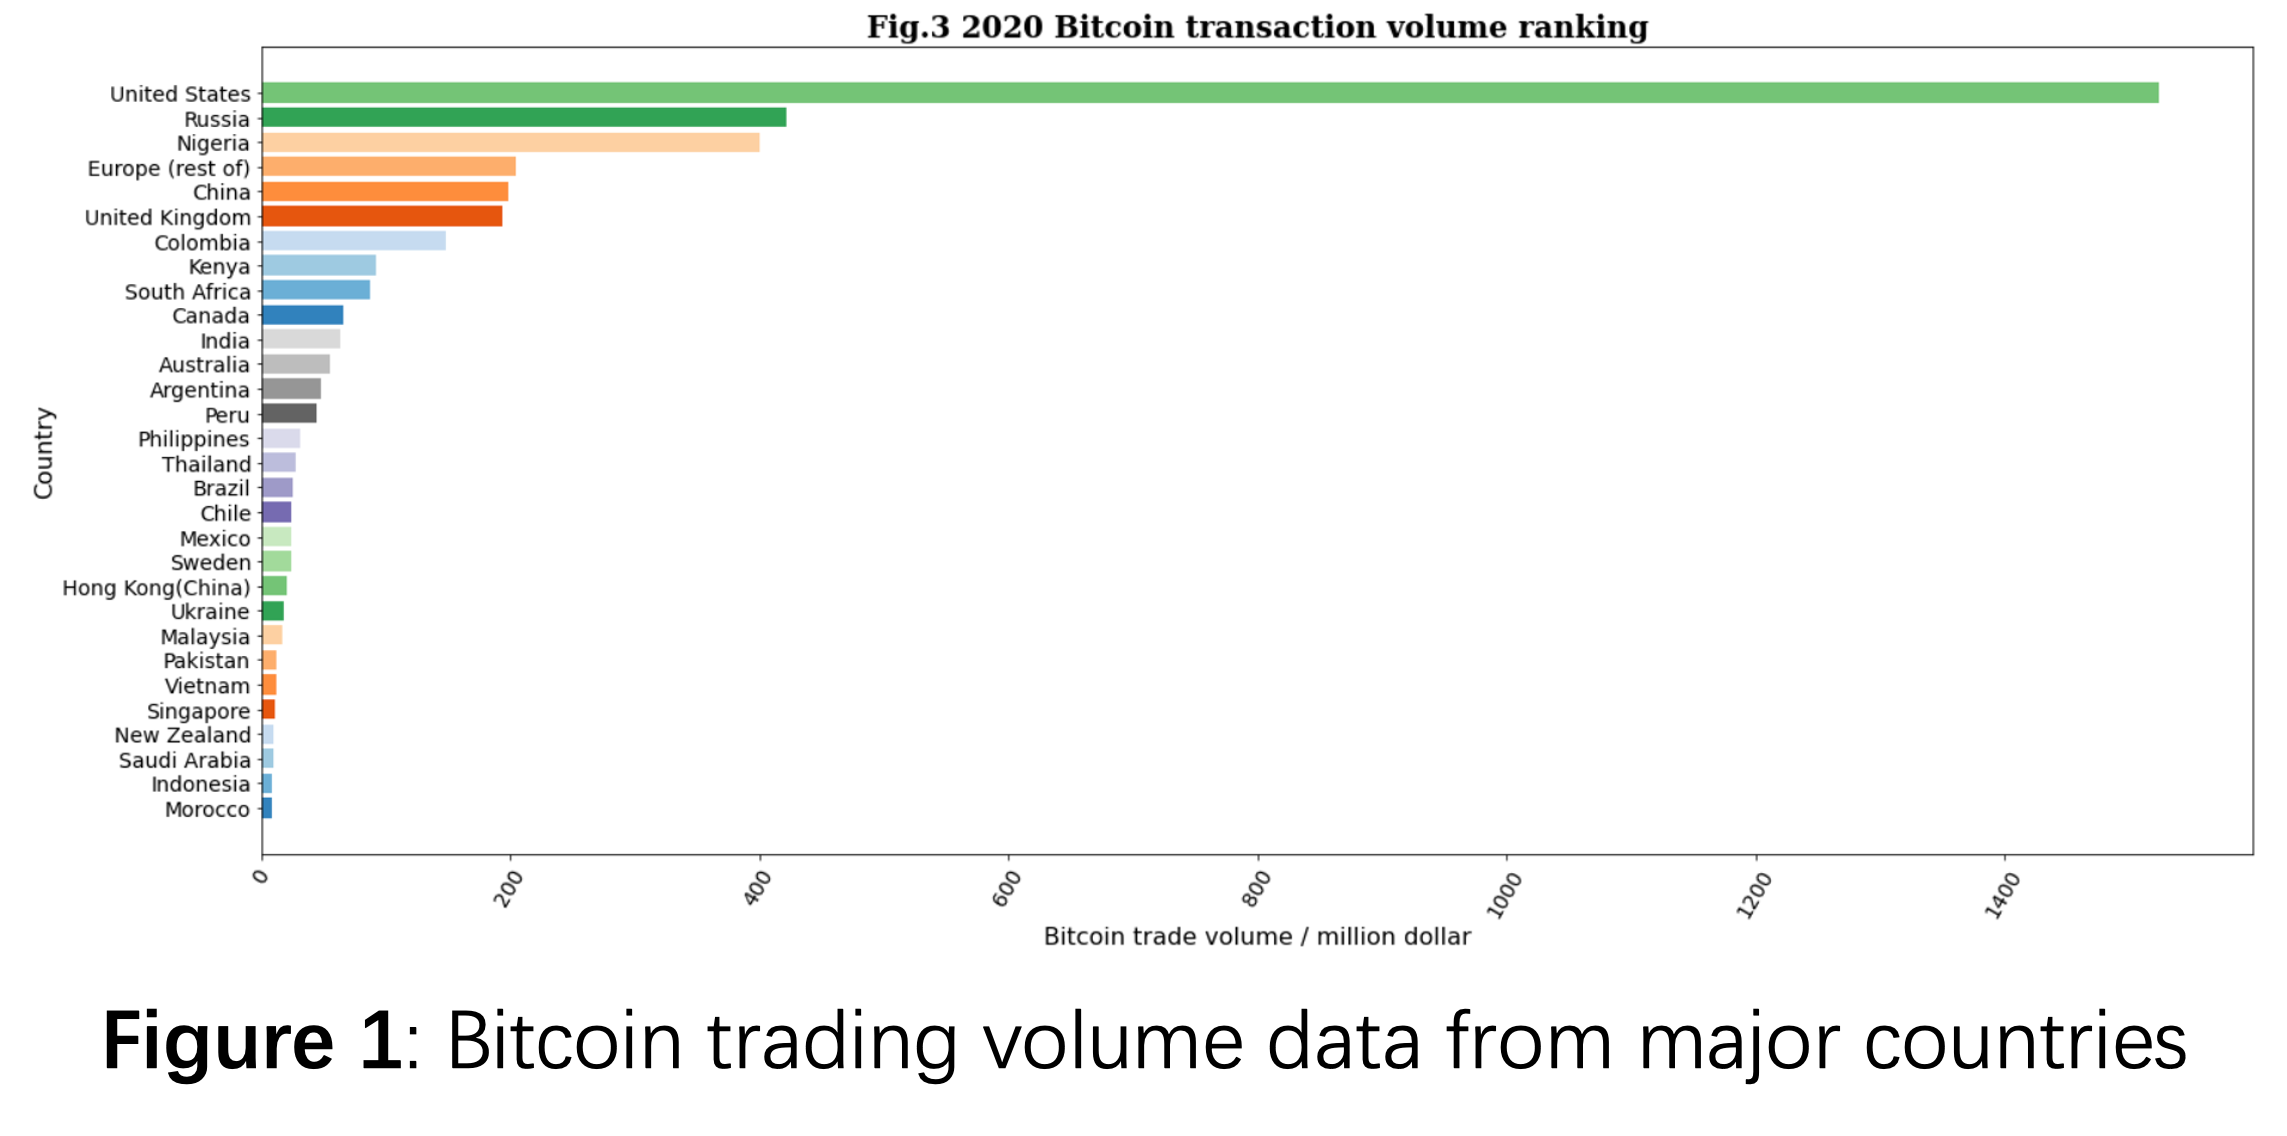 Fig.3 2020 Bitcoin transaction volume ranking
United States
Russia
Nigeria
Europe (rest of)
China
United Kingdom
Colombia
Kenya
South Africa
Canada
India
Australia
Argentina
Peru
Philippines
Thailand
Brazil
Chile
Mexico
Sweden
Hong Kong(China)
Ukraine
Malaysia
Pakistan
Vietnam
Singapore
New Zealand
Saudi Arabia
Indonesia
Morocco
Country
0 200 400 600 800 1000 1200 1400
Bitcoin trade volume / million dollar
Figure 1: Bitcoin trading volume data from major countries